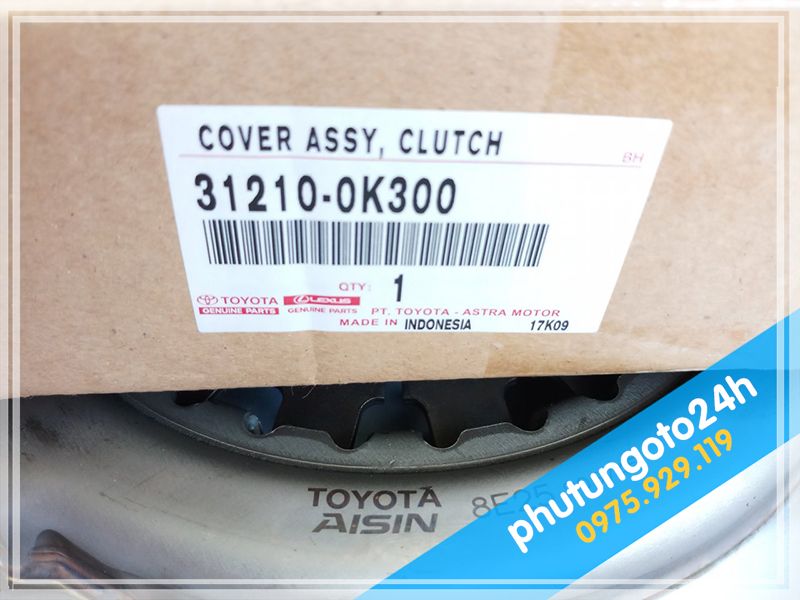 COVER ASSY, CLUTCH
BH
31210-0K300
QTY: 1
TOYOTA
GENUINE PARTS
LEXUS
GENUINE PARTS
PT. TOYOTA - ASTRA MOTOR
MADE IN INDONESIA
17K09
TOYOTA
AISIN
8E25
phutungoto24h
0975.929.119